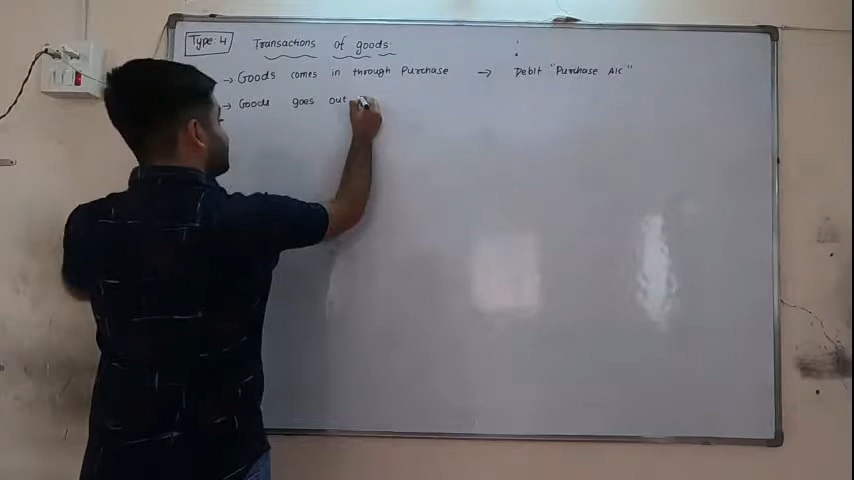 Type: 4 Transactions of goods. :
→ Goods comes in through Purchase → Debit "Purchase A/c"
→ Goods goes out